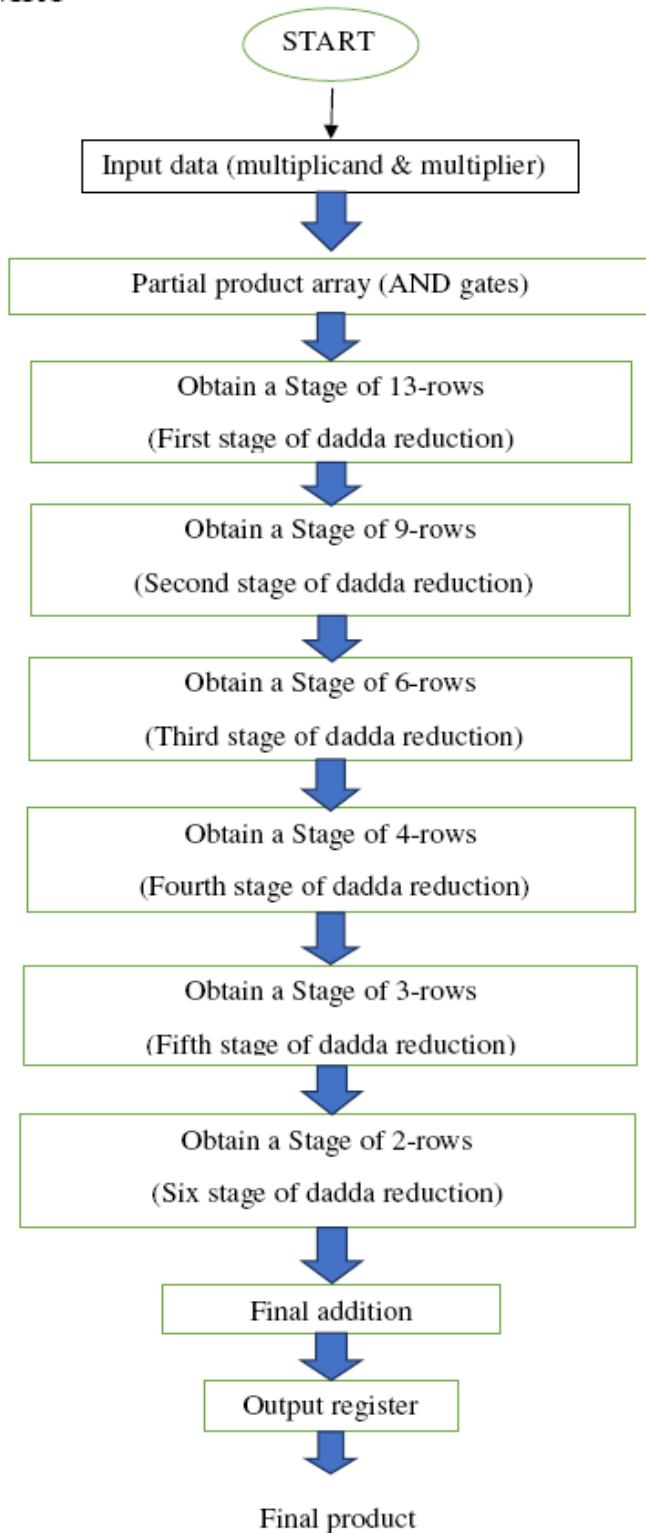 START
Input data (multiplicand & multiplier)
Partial product array (AND gates)
Obtain a Stage of 13-rows
(First stage of dadda reduction)
Obtain a Stage of 9-rows
(Second stage of dadda reduction)
Obtain a Stage of 6-rows
(Third stage of dadda reduction)
Obtain a Stage of 4-rows
(Fourth stage of dadda reduction)
Obtain a Stage of 3-rows
(Fifth stage of dadda reduction)
Obtain a Stage of 2-rows
(Six stage of dadda reduction)
Final addition
Output register
Final product